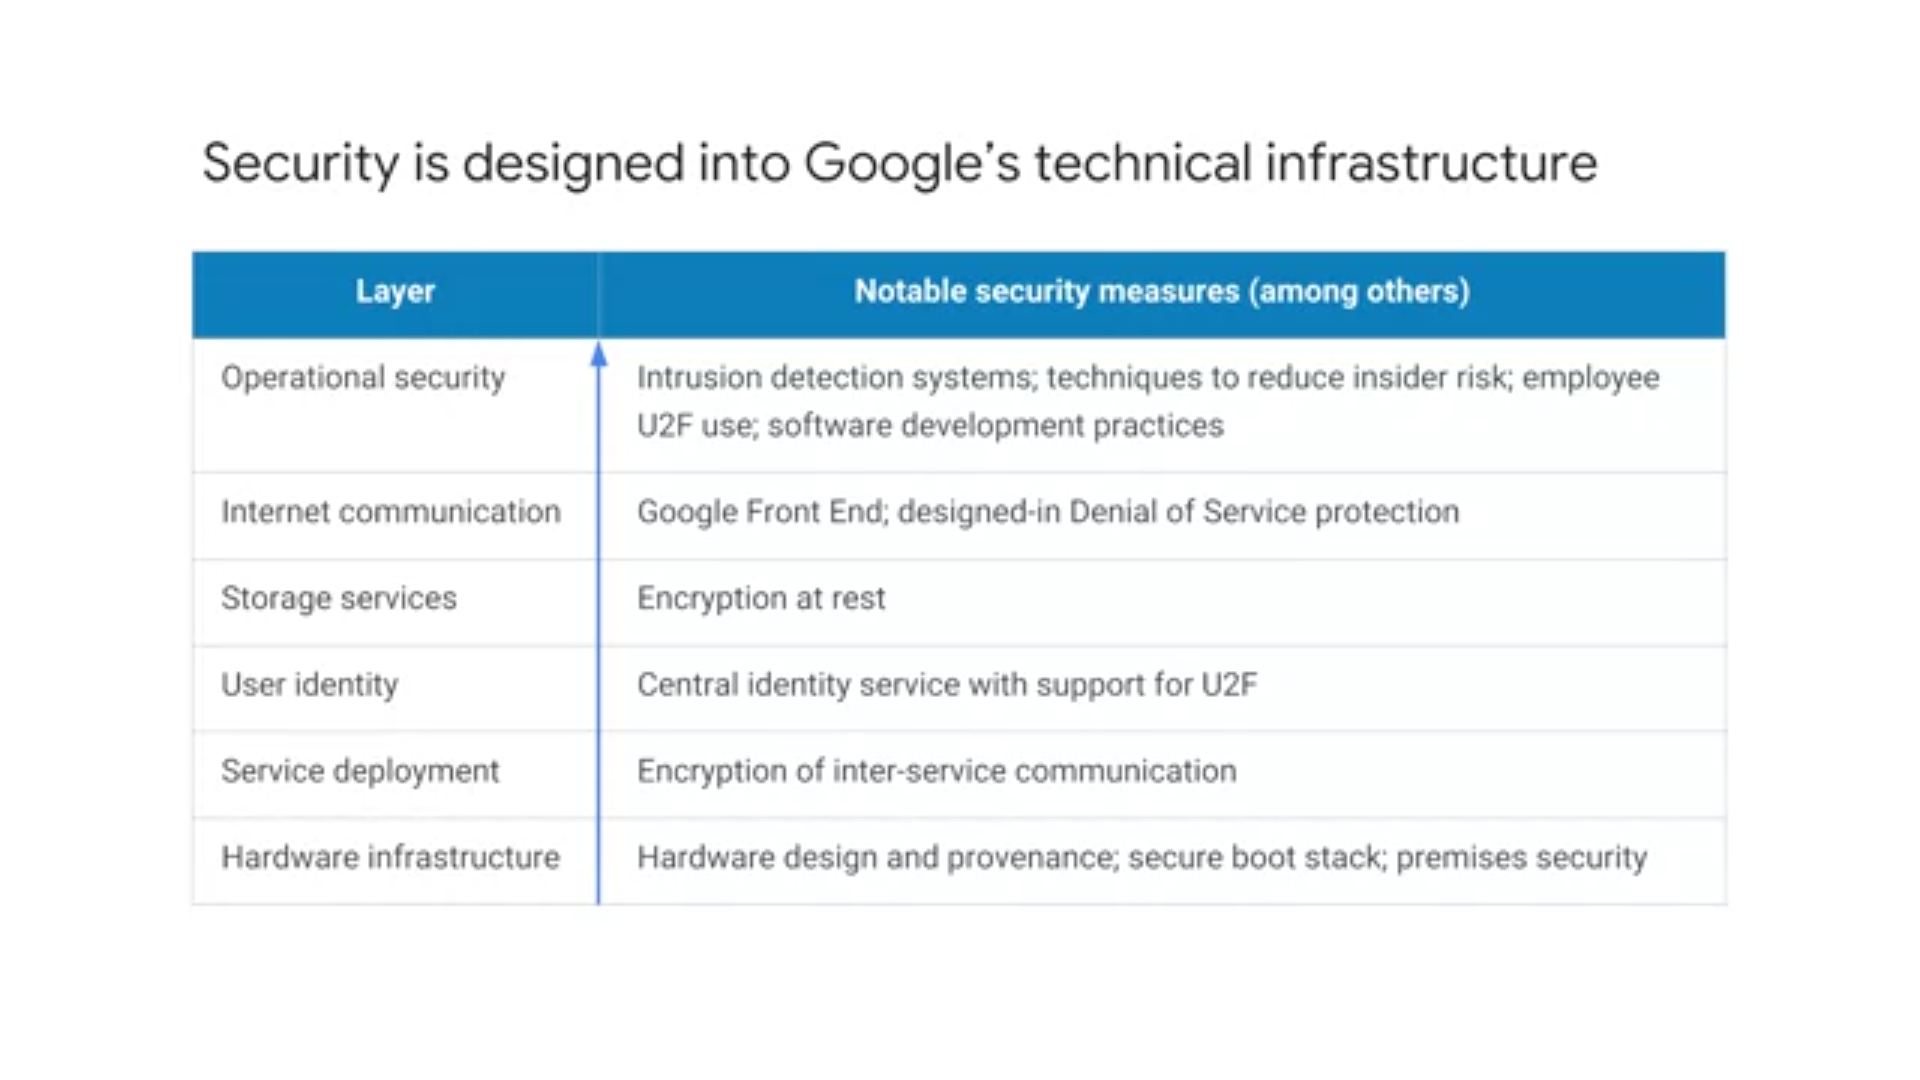 Security is designed into Google's technical infrastructure
Layer
Notable security measures (among others)
Operational security
Intrusion detection systems; techniques to reduce insider risk; employee
U2F use; software development practices
Internet communication
Google Front End; designed-in Denial of Service protection
Storage services
Encryption at rest
User identity
Central identity service with support for U2F
Service deployment
Encryption of inter-service communication
Hardware infrastructure
Hardware design and provenance; secure boot stack; premises security